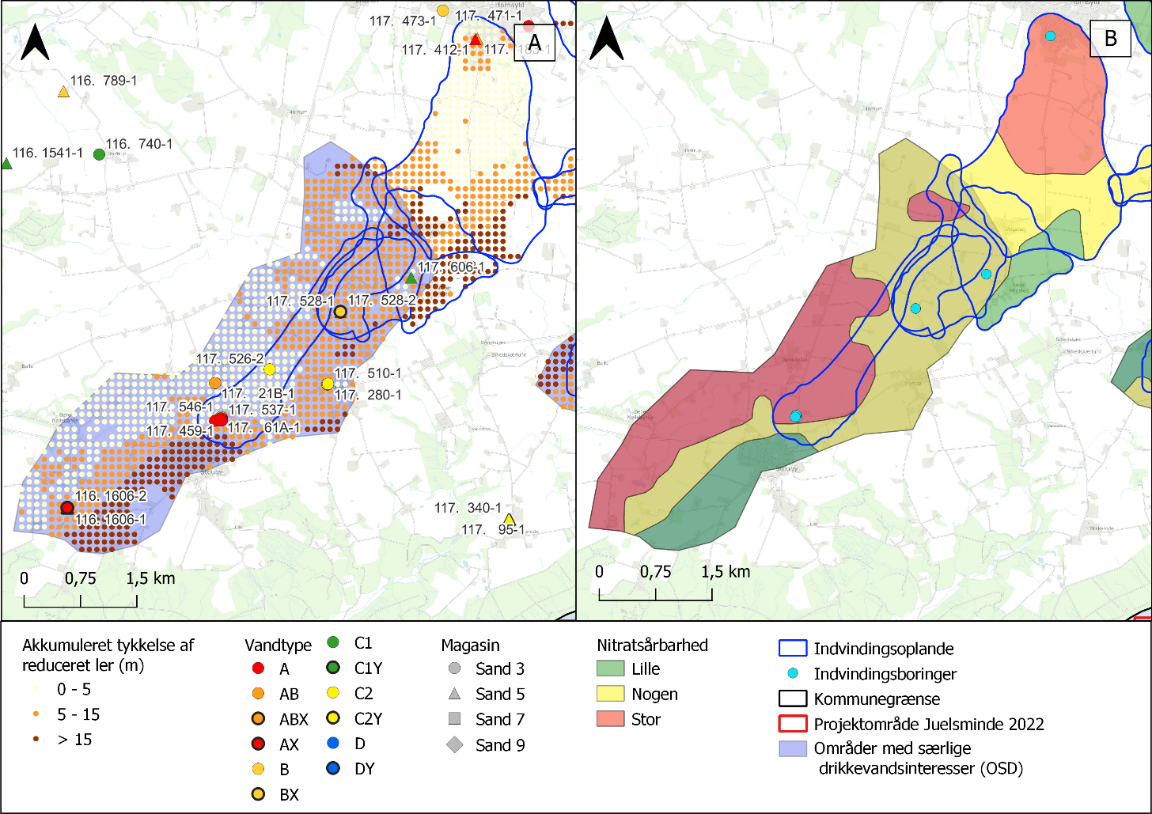 A
B
117. 473-1
117. 471-1
117. 412-1
116. 789-1
116. 740-1
116. 1541-1
117. 606-1
117. 528-1
117. 528-2
117. 526-2
117. 510-1
117. 21B-1
117. 280-1
117. 546-1
117. 537-1
117. 459-1
117. 61A-1
116. 1606-2
116. 1606-1
117. 340-1
117. 95-1
0 0,75 1,5 km
0 0,75 1,5 km
Akkumuleret tykkelse af
reduceret ler (m)
0 - 5
5 - 15
> 15
Vandtype
A
AB
ABX
AX
B
BX
C1
C1Y
C2
C2Y
D
DY
Magasin
Sand 3
Sand 5
Sand 7
Sand 9
Nitratsårbarhed
Lille
Nogen
Stor
Indvindingsoplande
Indvindingsboringer
Kommunegrænse
Projektområde Juelsminde 2022
Områder med særlige
drikkevandsinteresser (OSD)